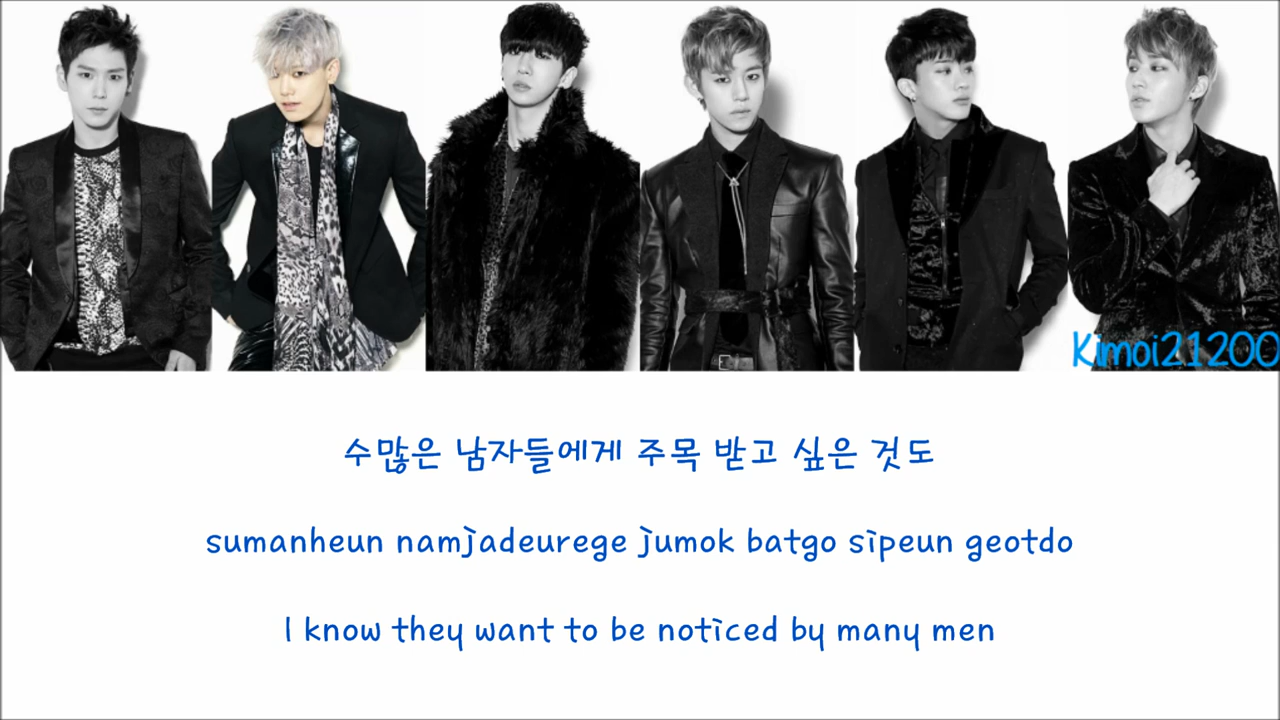 Kimoi21200
수많은 남자들에게 주목 받고 싶은 것도
sumanheun namjadeurege jumok batgo sipeun geotdo
I know they want to be noticed by many men